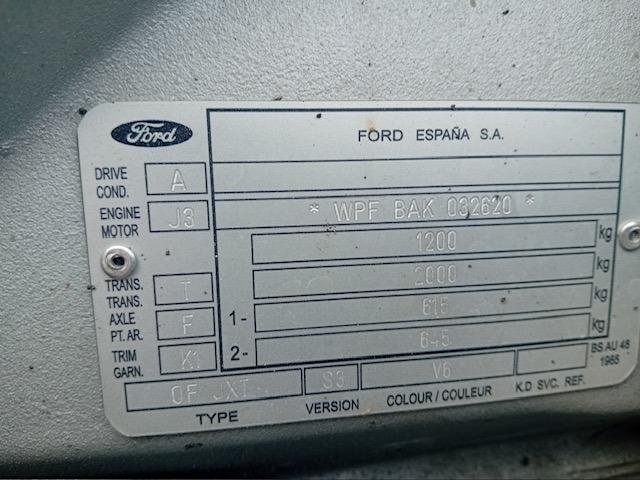 Ford
FORD ESPAÑA S.A.
DRIVE
COND.
A
ENGINE
MOTOR
J3
* WPF BAK 032620 *
1200 kg
2000 kg
TRANS.
TRANS.
T
1- 615 kg
AXLE
PT.AR.
F
2- 645 kg
TRIM
GARN.
K1
BS AU 48
1965
OF JXT S3 V6
TYPE VERSION COLOUR / COULEUR K.D SVC. REF.